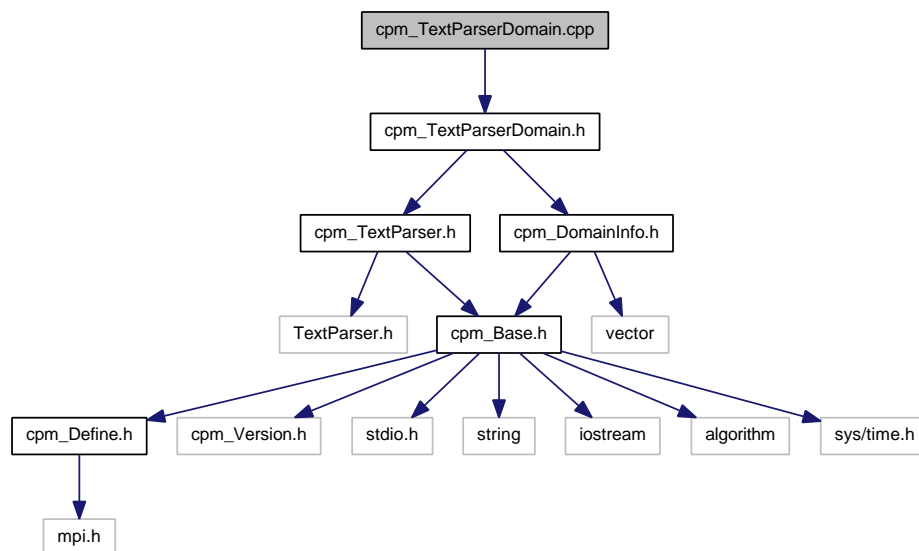 cpm_TextParserDomain.cpp
cpm_TextParserDomain.h
cpm_TextParser.h
cpm_DomainInfo.h
TextParser.h
cpm_Base.h
vector
cpm_Define.h
cpm_Version.h
stdio.h
string
iostream
algorithm
sys/time.h
mpi.h